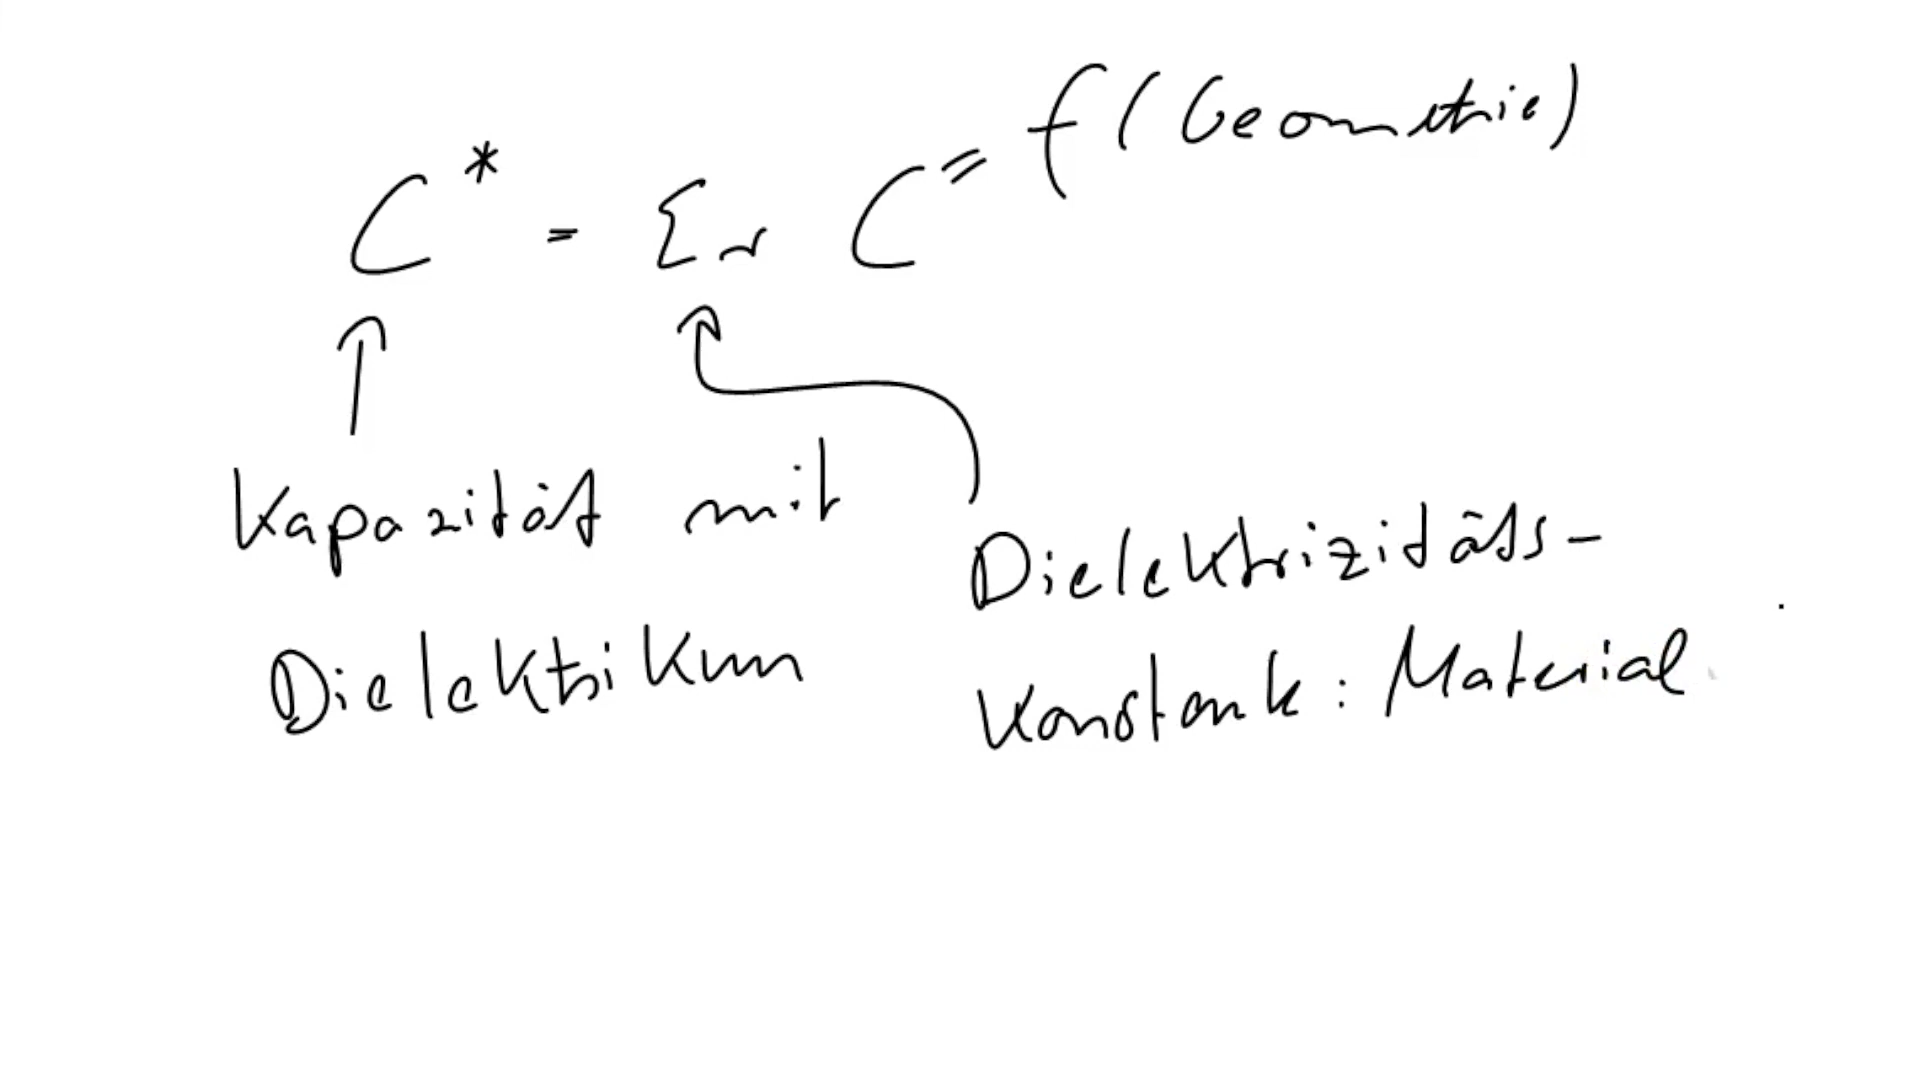 C* = εr C = f(Geometrie)
Kapazität mit
Dielektrikum
Dielektrizitäts-
Konstante: Material